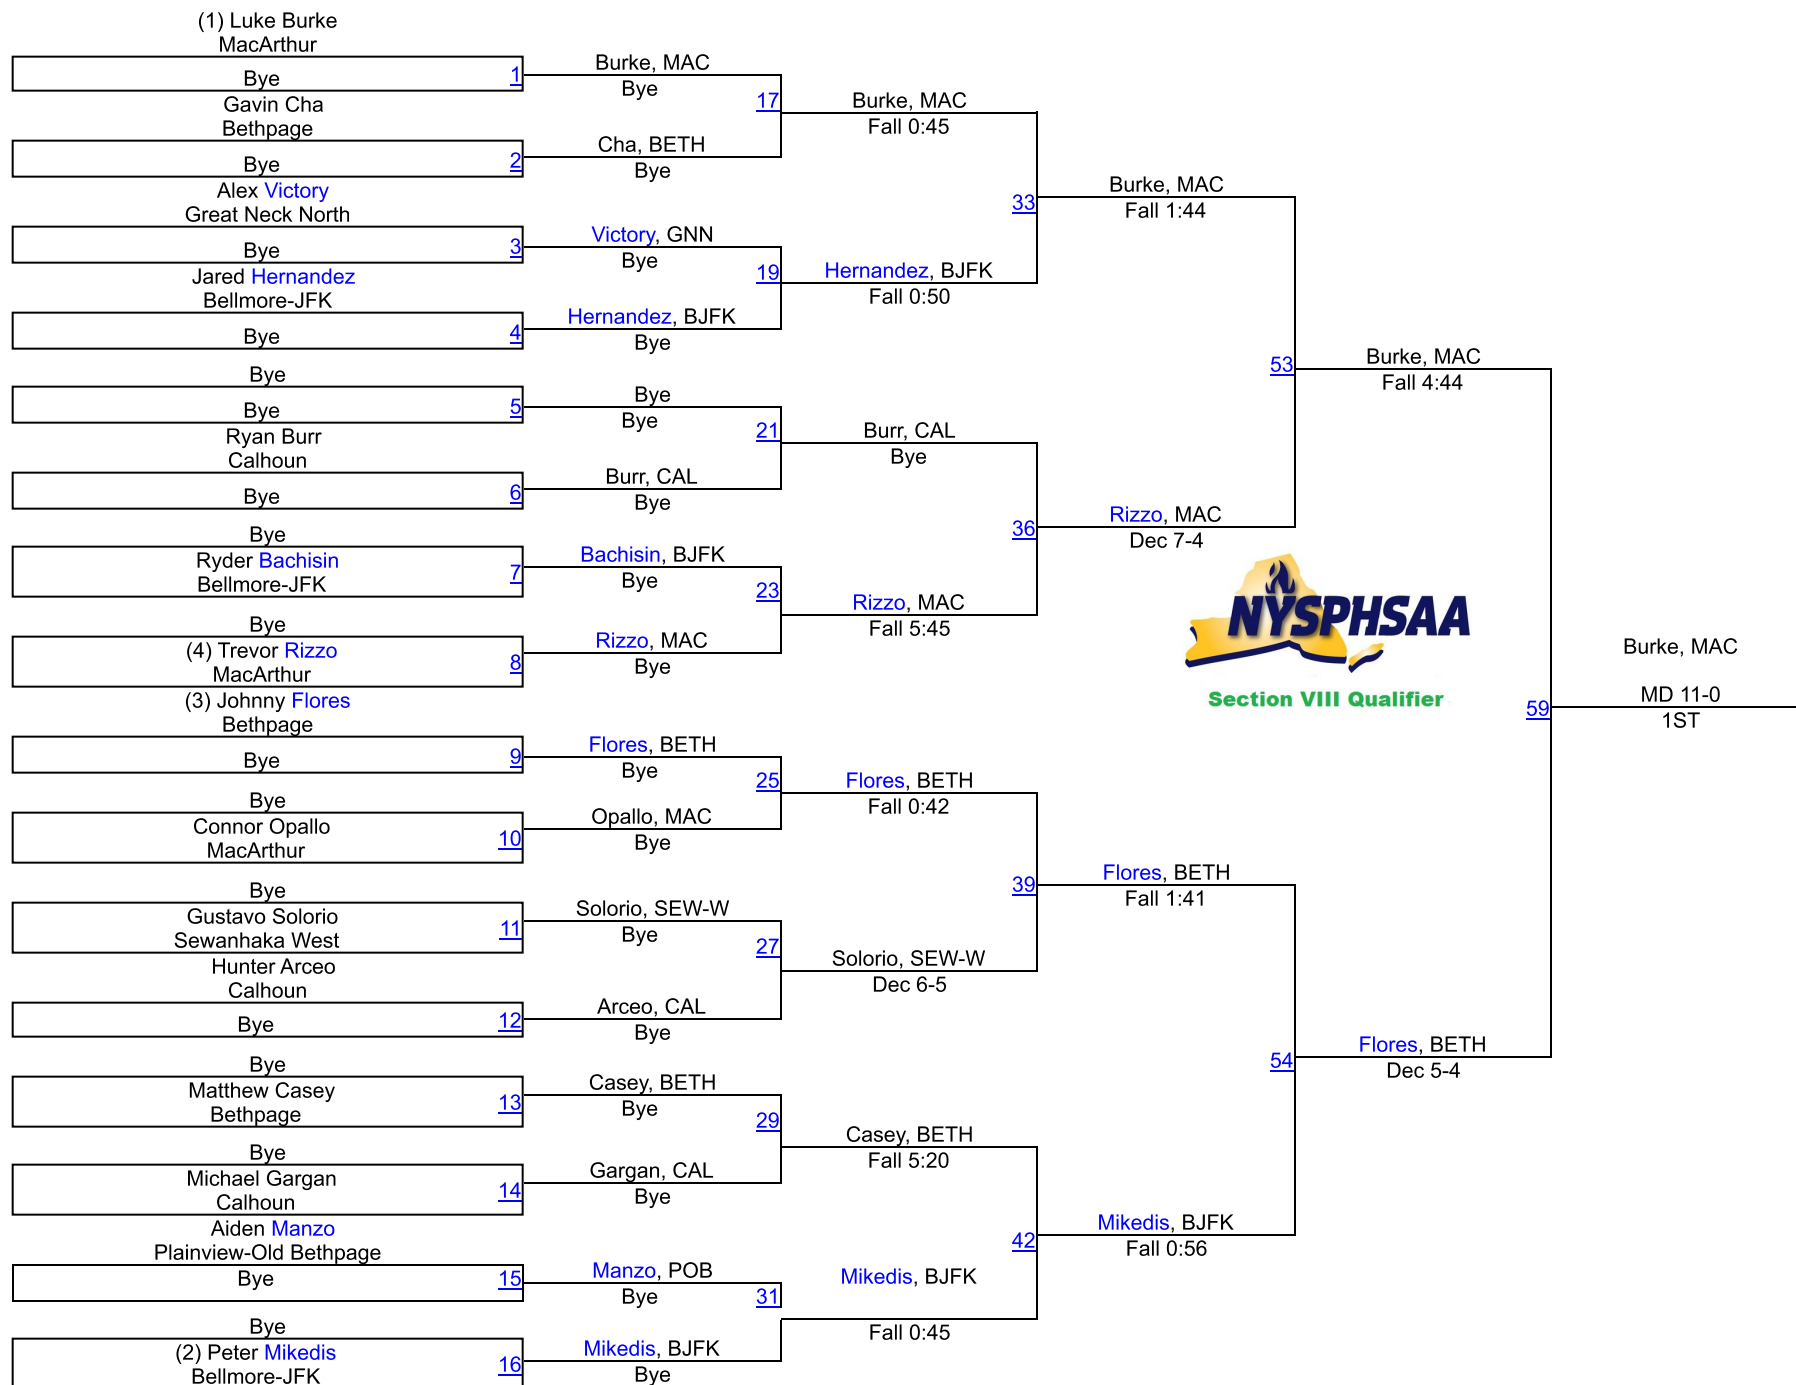 (1) Luke Burke
MacArthur
Bye 1
Gavin Cha
Bethpage
Bye 2
Alex Victory
Great Neck North
Bye 3
Jared Hernandez
Bellmore-JFK
Bye 4
Bye
Bye 5
Ryan Burr
Calhoun
Bye 6
Bye
Ryder Bachisin
Bellmore-JFK
7
Bye
(4) Trevor Rizzo
MacArthur
8
(3) Johnny Flores
Bethpage
Bye 9
Bye
Connor Opallo
MacArthur
10
Bye
Gustavo Solorio
Sewanhaka West
11
Hunter Arceo
Calhoun
Bye 12
Bye
Matthew Casey
Bethpage
13
Bye
Michael Gargan
Calhoun
14
Aiden Manzo
Plainview-Old Bethpage
Bye 15
Bye
(2) Peter Mikedis
Bellmore-JFK
16
Burke, MAC
Bye
17
Cha, BETH
Bye
Victory, GNN
Bye
19
Hernandez, BJFK
Bye
Bye
Bye
21
Burr, CAL
Bye
Bachisin, BJFK
Bye
23
Rizzo, MAC
Bye
Flores, BETH
Bye
25
Opallo, MAC
Bye
Solorio, SEW-W
Bye
27
Arceo, CAL
Bye
Casey, BETH
Bye
29
Gargan, CAL
Bye
Manzo, POB
Bye
31
Mikedis, BJFK
Bye
Burke, MAC
Fall 0:45
33
Hernandez, BJFK
Fall 0:50
Burr, CAL
Bye
36
Rizzo, MAC
Fall 5:45
Flores, BETH
Fall 0:42
39
Solorio, SEW-W
Dec 6-5
Casey, BETH
Fall 5:20
42
Mikedis, BJFK
Fall 0:45
Burke, MAC
Fall 1:44
53
Rizzo, MAC
Dec 7-4
NYSPHSAA
Section VIII Qualifier
Flores, BETH
Fall 1:41
54
Mikedis, BJFK
Fall 0:56
Burke, MAC
Fall 4:44
59
Flores, BETH
Dec 5-4
Burke, MAC
MD 11-0
1ST